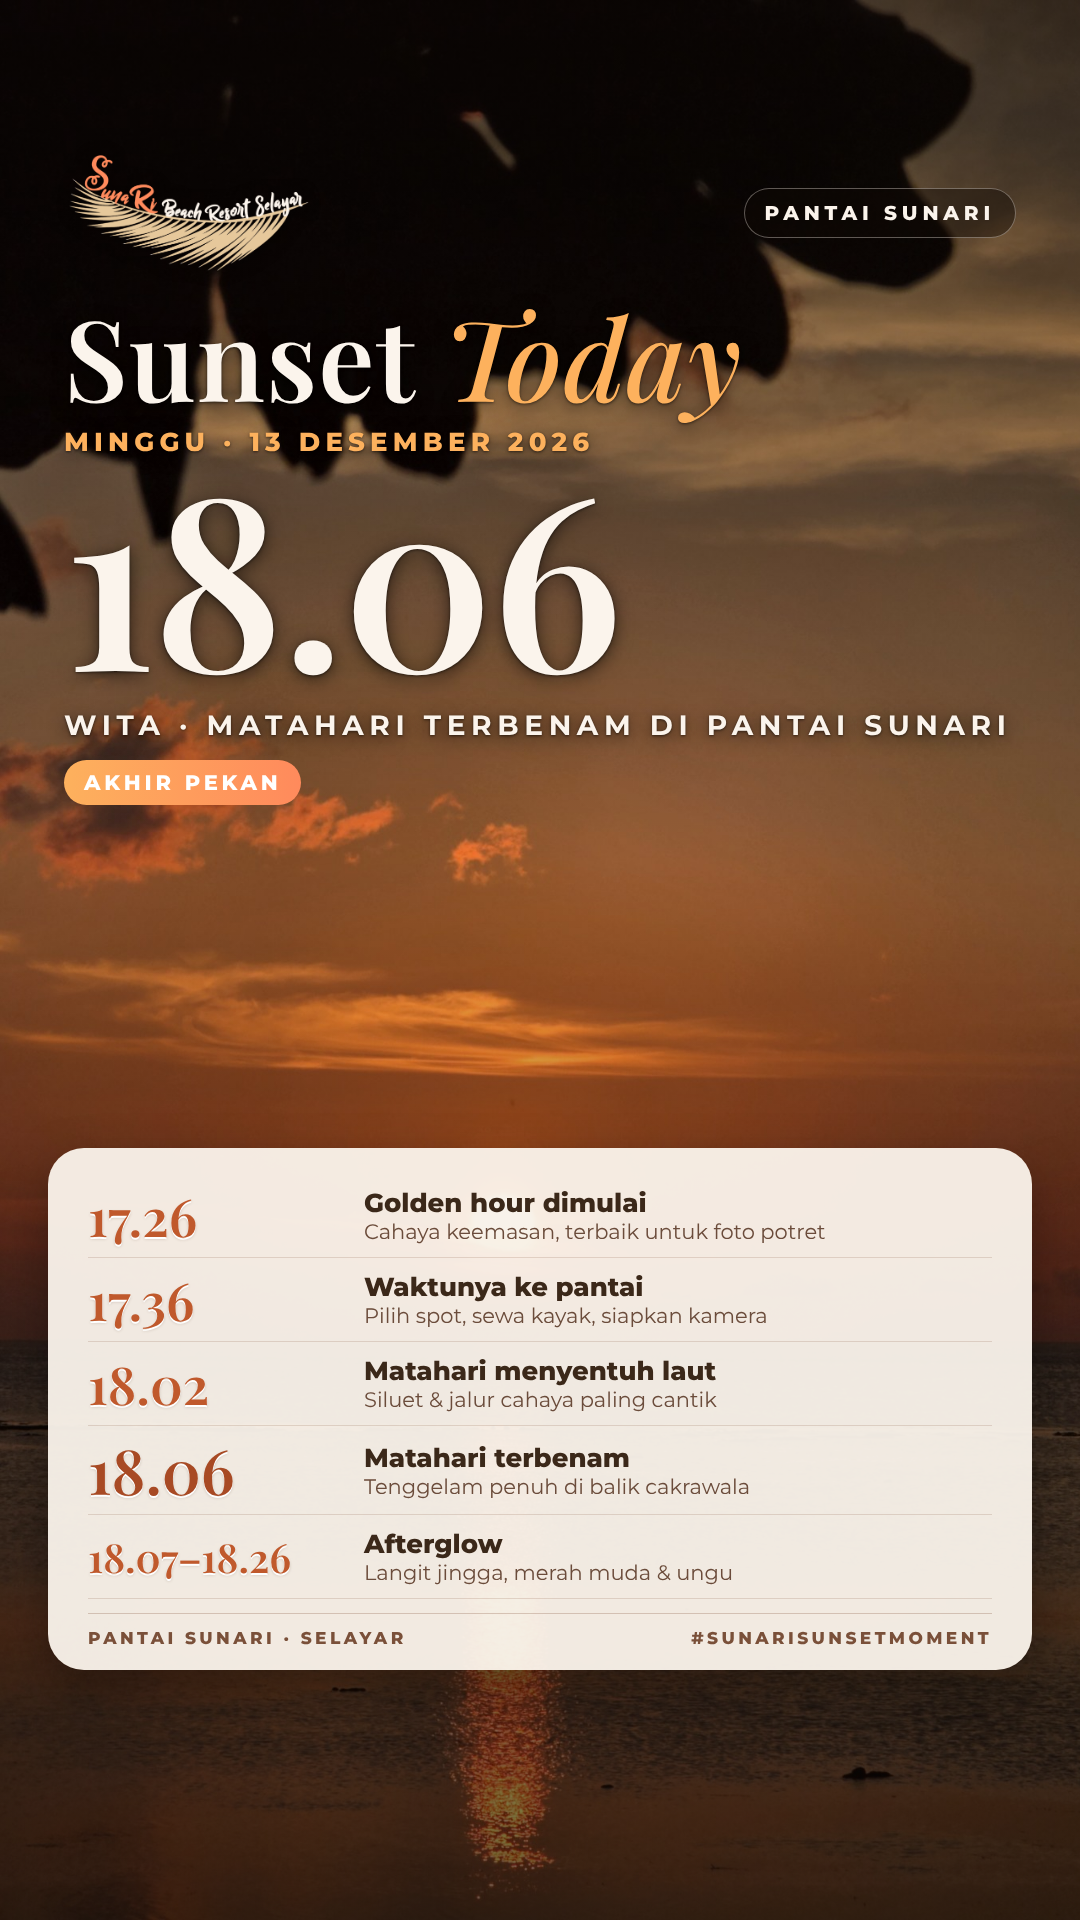 SunaRi Beach Resort Selayar
PANTAI SUNARI
Sunset Today
MINGGU · 13 DESEMBER 2026
18.06
WITA · MATAHARI TERBENAM DI PANTAI SUNARI
AKHIR PEKAN
17.26
Golden hour dimulai
Cahaya keemasan, terbaik untuk foto potret
17.36
Waktunya ke pantai
Pilih spot, sewa kayak, siapkan kamera
18.02
Matahari menyentuh laut
Siluet & jalur cahaya paling cantik
18.06
Matahari terbenam
Tenggelam penuh di balik cakrawala
18.07–18.26
Afterglow
Langit jingga, merah muda & ungu
PANTAI SUNARI · SELAYAR
#SUNARISUNSETMOMENT